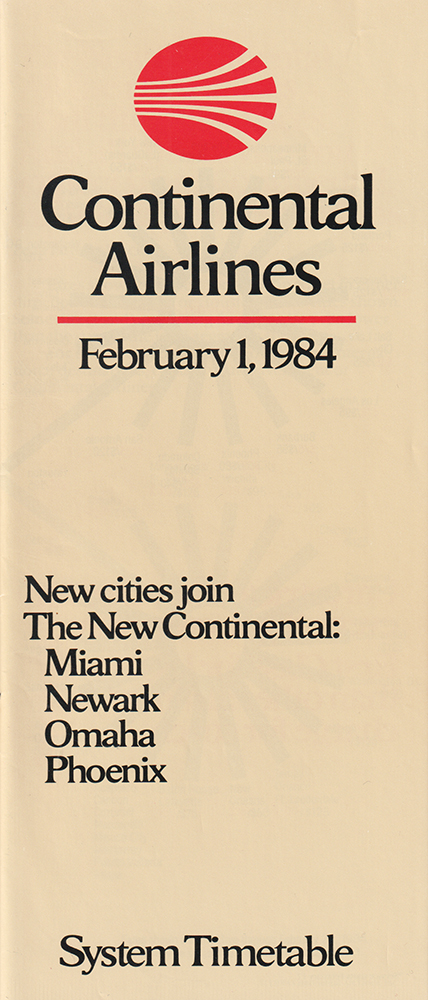 Continental
Airlines
February 1, 1984
New cities join
The New Continental:
Miami
Newark
Omaha
Phoenix
System Timetable